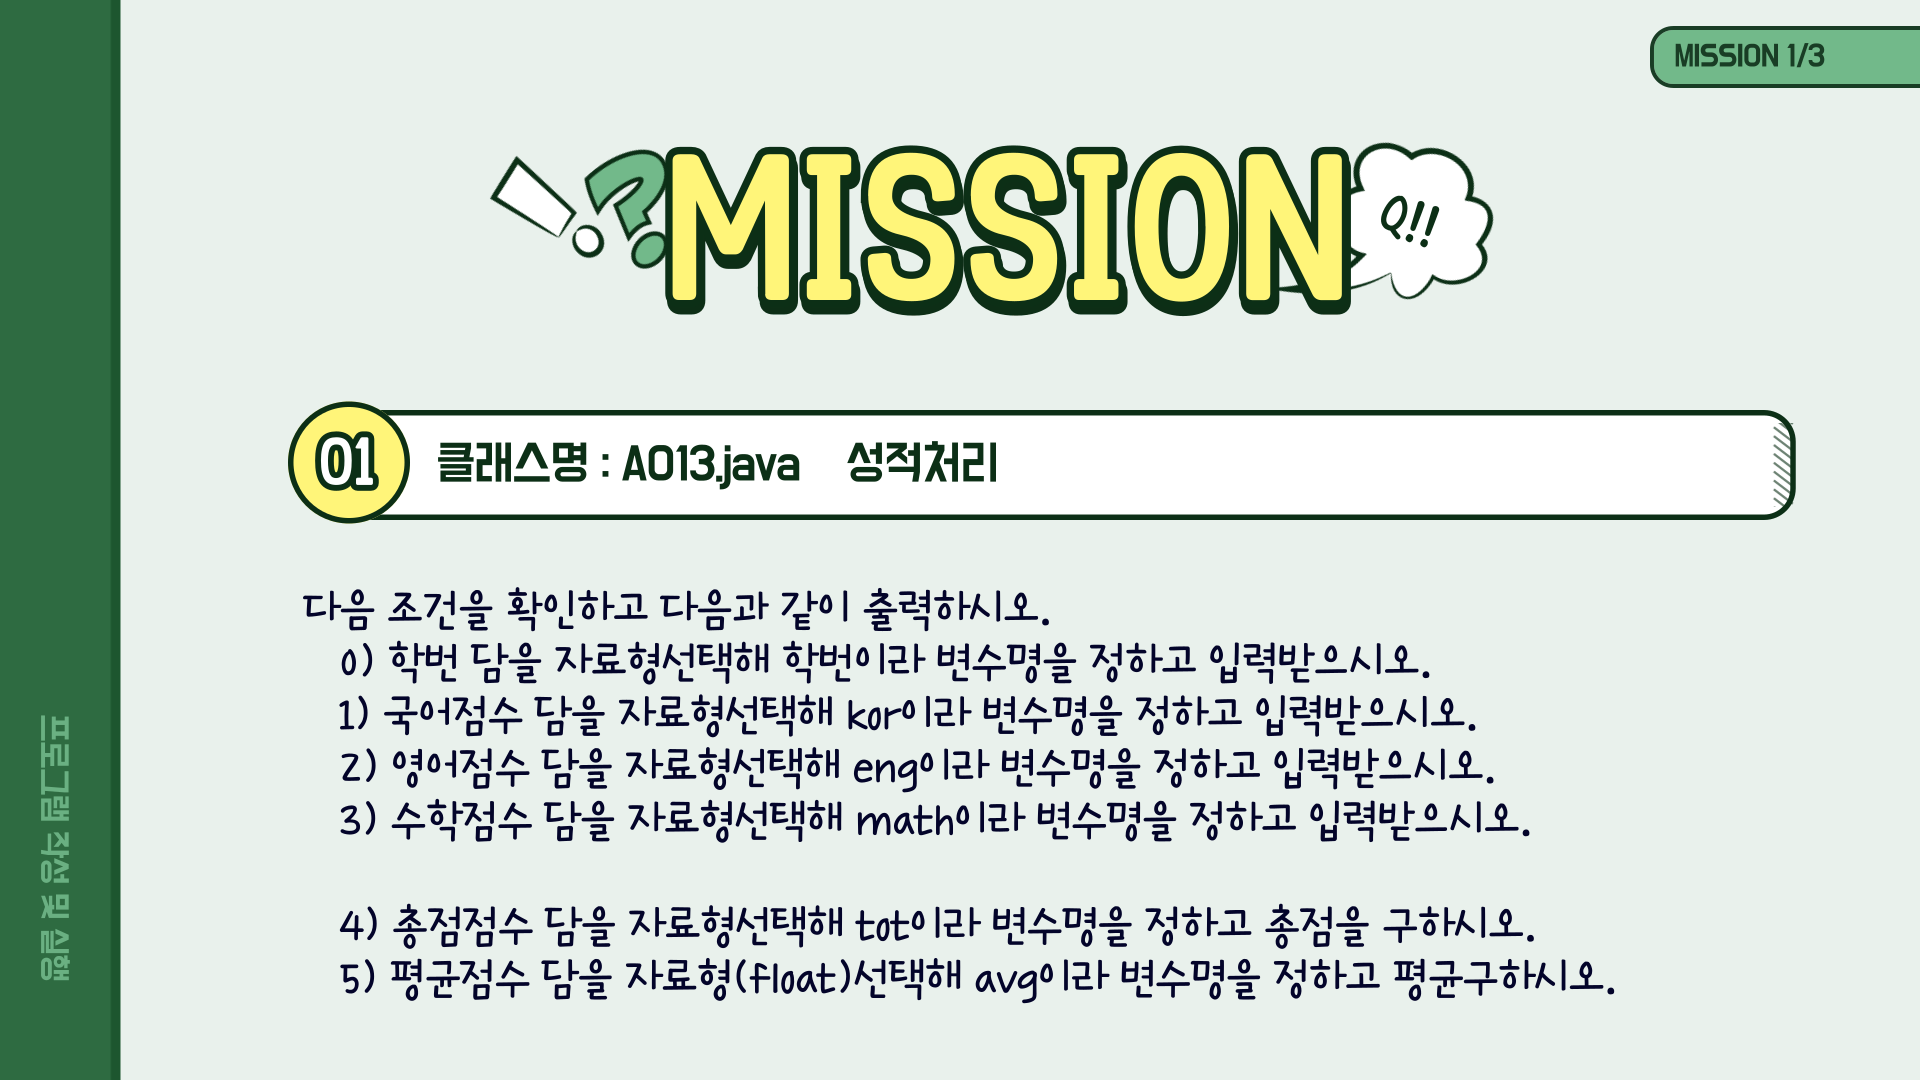 MISSION 1/3
!?
MISSION
Q!!
01
클래스명 : A013.java 성적처리
다음 조건을 확인하고 다음과 같이 출력하시오.
0) 학번 담을 자료형선택해 학번이라 변수명을 정하고 입력받으시오.
1) 국어점수 담을 자료형선택해 kor이라 변수명을 정하고 입력받으시오.
2) 영어점수 담을 자료형선택해 eng이라 변수명을 정하고 입력받으시오.
3) 수학점수 담을 자료형선택해 math이라 변수명을 정하고 입력받으시오.
4) 총점점수 담을 자료형선택해 tot이라 변수명을 정하고 총점을 구하시오.
5) 평균점수 담을 자료형(float)선택해 avg이라 변수명을 정하고 평균구하시오.
프로그램 작성 및 실행